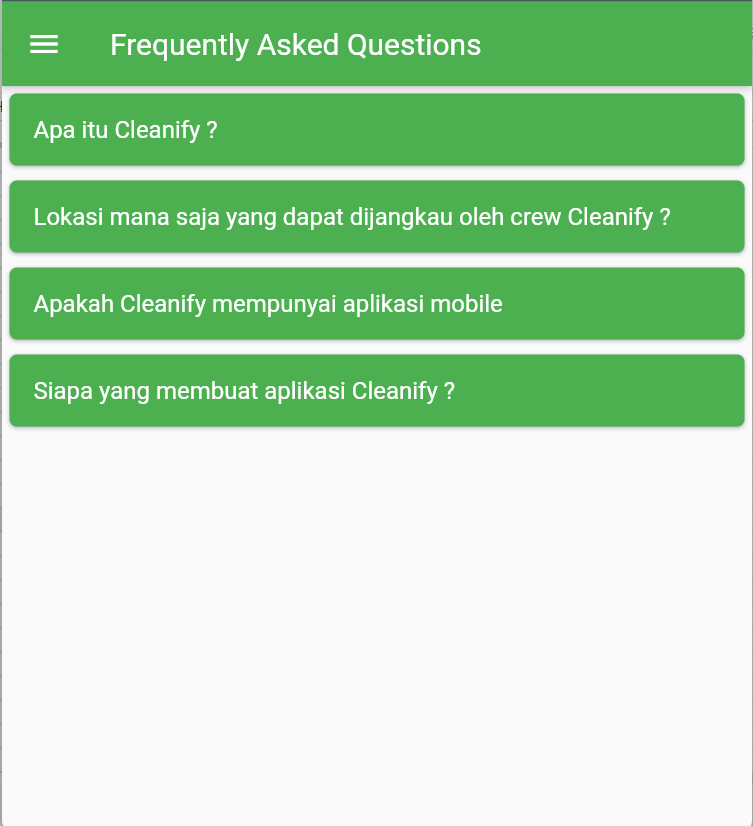 Frequently Asked Questions
Apa itu Cleanify ?
Lokasi mana saja yang dapat dijangkau oleh crew Cleanify ?
Apakah Cleanify mempunyai aplikasi mobile
Siapa yang membuat aplikasi Cleanify ?